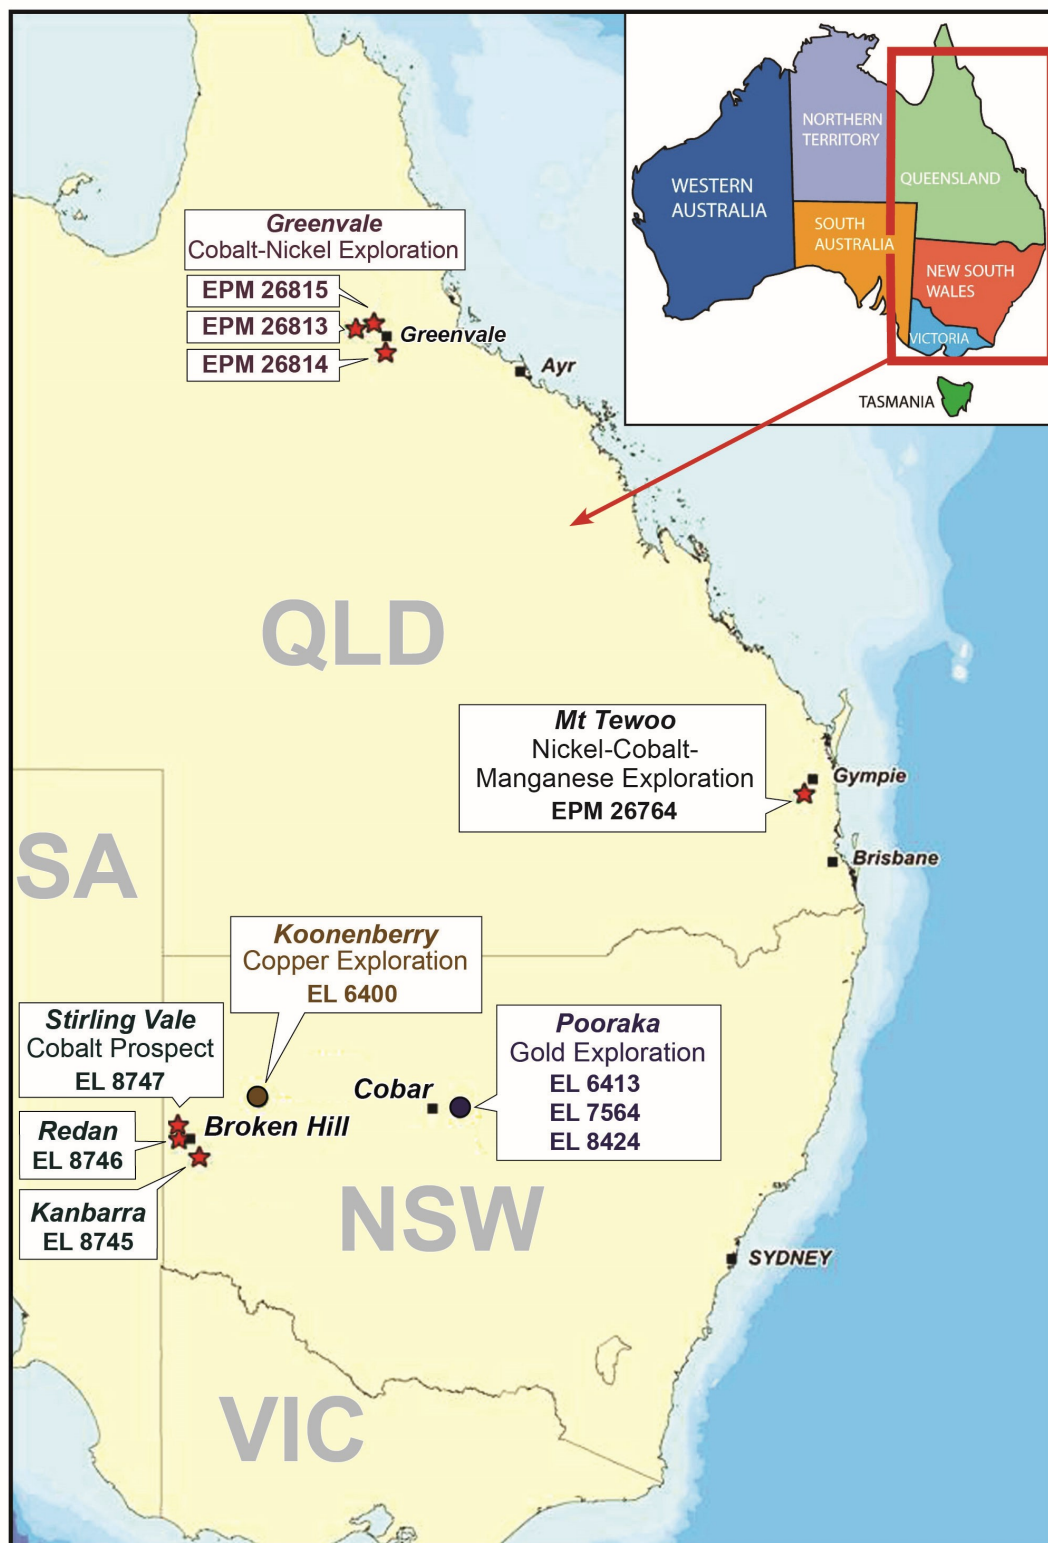 NORTHERN
TERRITORY
QUEENSLAND
WESTERN
AUSTRALIA
SOUTH
AUSTRALIA
NEW SOUTH
WALES
VICTORIA
TASMANIA
Greenvale
Cobalt-Nickel Exploration
EPM 26815
EPM 26813
EPM 26814
Greenvale
Ayr
QLD
Mt Tewoo
Nickel-Cobalt-
Manganese Exploration
EPM 26764
Gympie
Brisbane
SA
Koonenberry
Copper Exploration
EL 6400
Stirling Vale
Cobalt Prospect
EL 8747
Pooraka
Gold Exploration
EL 6413
EL 7564
EL 8424
Cobar
Broken Hill
Redan
EL 8746
Kanbarra
EL 8745
NSW
SYDNEY
VIC